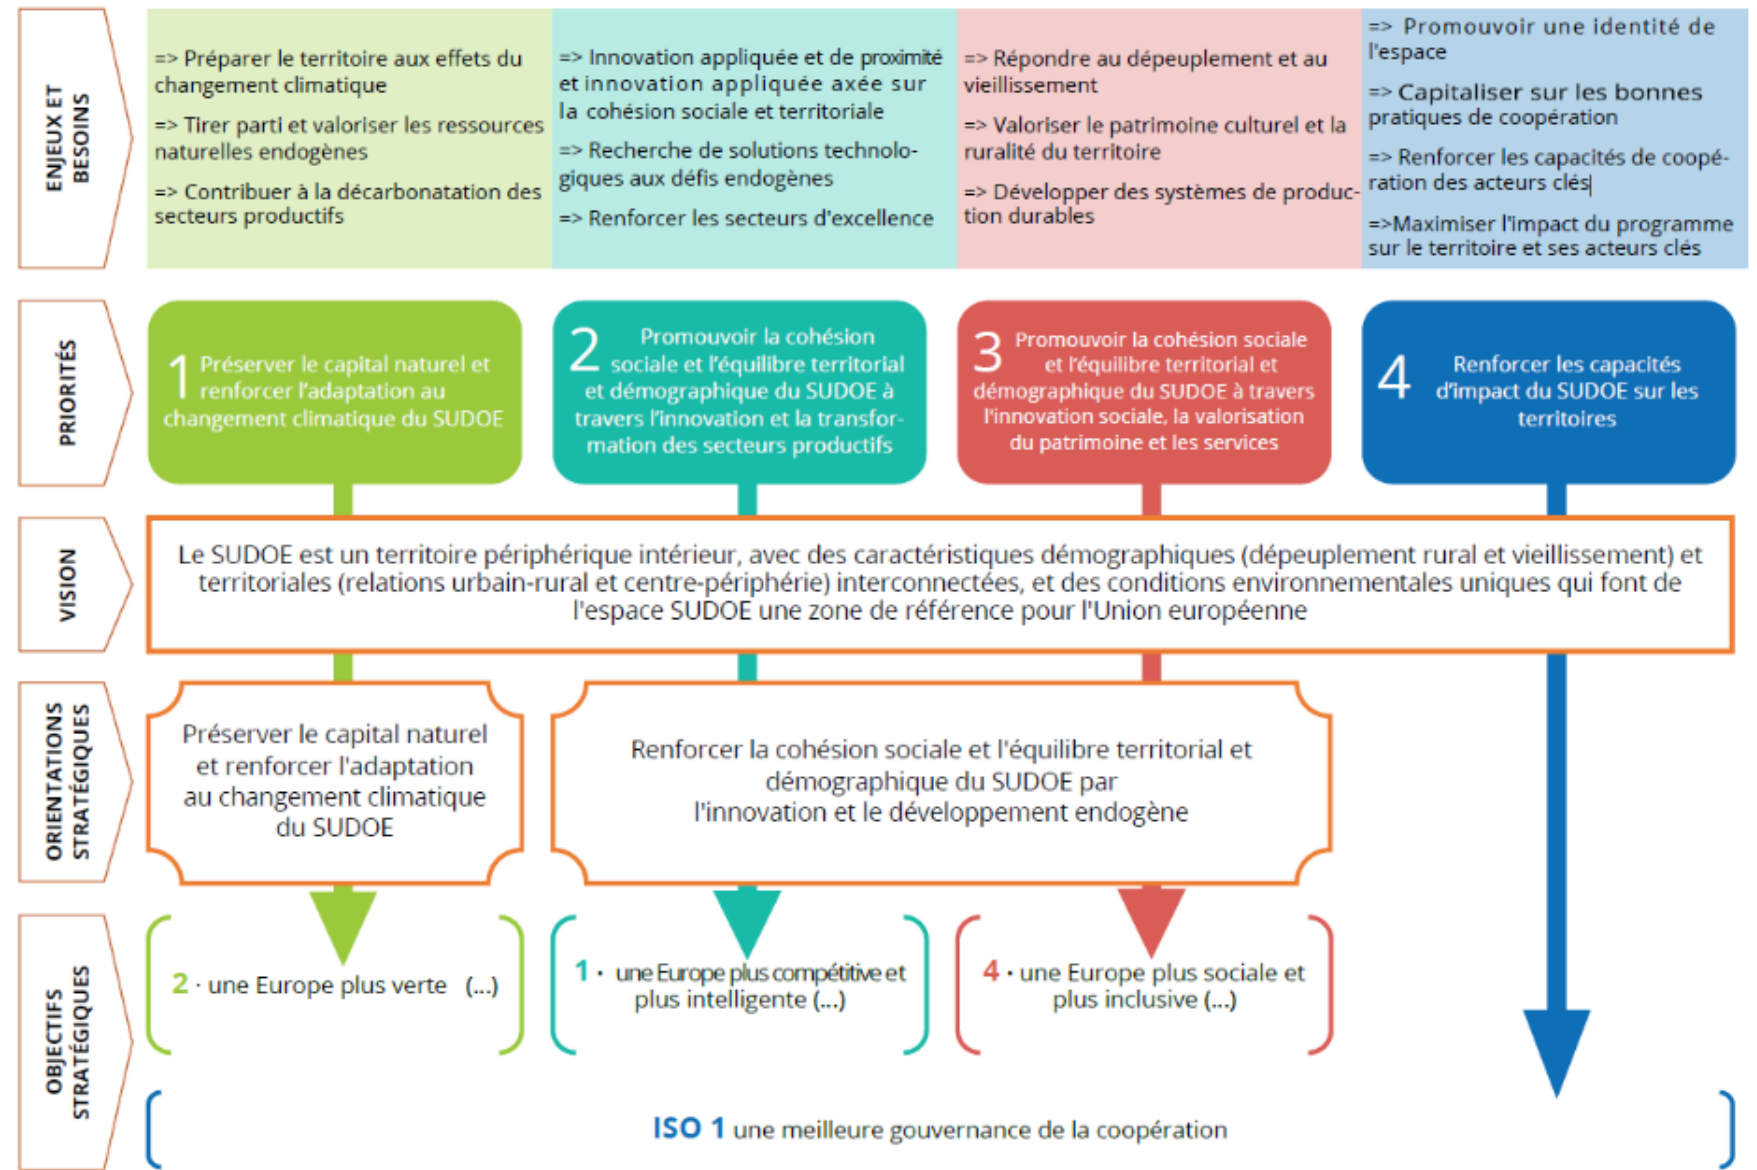 ENJEUX ET
BESOINS
=> Préparer le territoire aux effets du
changement climatique
=> Tirer parti et valoriser les ressources
naturelles endogènes
=> Contribuer à la décarbonatation des
secteurs productifs
=> Innovation appliquée et de proximité
et innovation appliquée axée sur
la cohésion sociale et territoriale
=> Recherche de solutions technolo-
giques aux défis endogènes
=> Renforcer les secteurs d'excellence
=> Répondre au dépeuplement et au
vieillissement
=> Valoriser le patrimoine culturel et la
ruralité du territoire
=> Développer des systèmes de produc-
tion durables
=> Promouvoir une identité de
l'espace
=> Capitaliser sur les bonnes
pratiques de coopération
=> Renforcer les capacités de coopé-
ration des acteurs clés
=>Maximiser l'impact du programme
sur le territoire et ses acteurs clés
PRIORITÉS
1 Préserver le capital naturel et
renforcer l'adaptation au
changement climatique du SUDOE
2 Promouvoir la cohésion
sociale et l'équilibre territorial
et démographique du SUDOE à
travers l'innovation et la transfor-
mation des secteurs productifs
3 Promouvoir la cohésion sociale
et l'équilibre territorial et
démographique du SUDOE à travers
l'innovation sociale, la valorisation
du patrimoine et les services
4 Renforcer les capacités
d'impact du SUDOE sur les
territoires
VISION
Le SUDOE est un territoire périphérique intérieur, avec des caractéristiques démographiques (dépeuplement rural et vieillissement) et
territoriales (relations urbain-rural et centre-périphérie) interconnectées, et des conditions environnementales uniques qui font de
l'espace SUDOE une zone de référence pour l'Union européenne
ORIENTATIONS
STRATÉGIQUES
Préserver le capital naturel
et renforcer l'adaptation
au changement climatique
du SUDOE
Renforcer la cohésion sociale et l'équilibre territorial et
démographique du SUDOE par
l'innovation et le développement endogène
OBJECTIFS
STRATÉGIQUES
2 · une Europe plus verte (...)
1 · une Europe plus compétitive et
plus intelligente (...)
4 · une Europe plus sociale et
plus inclusive (...)
ISO 1 une meilleure gouvernance de la coopération